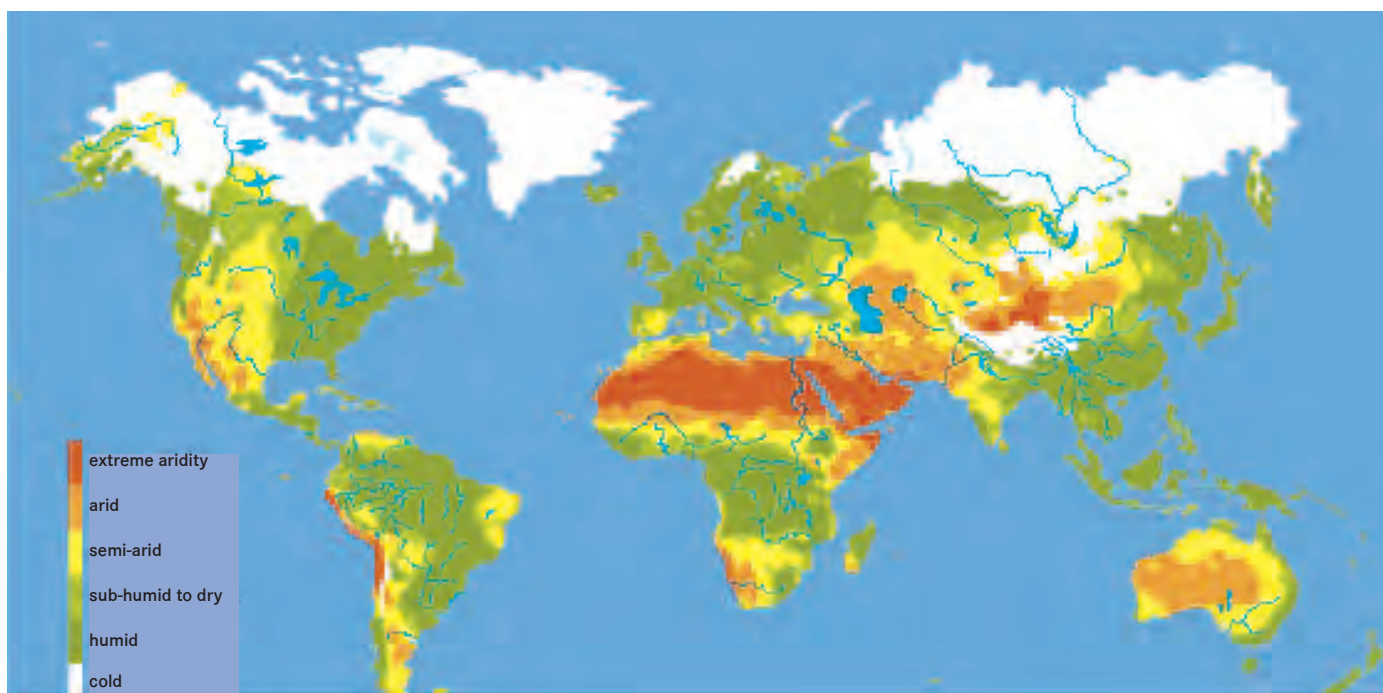 extreme aridity
arid
semi-arid
sub-humid to dry
humid
cold